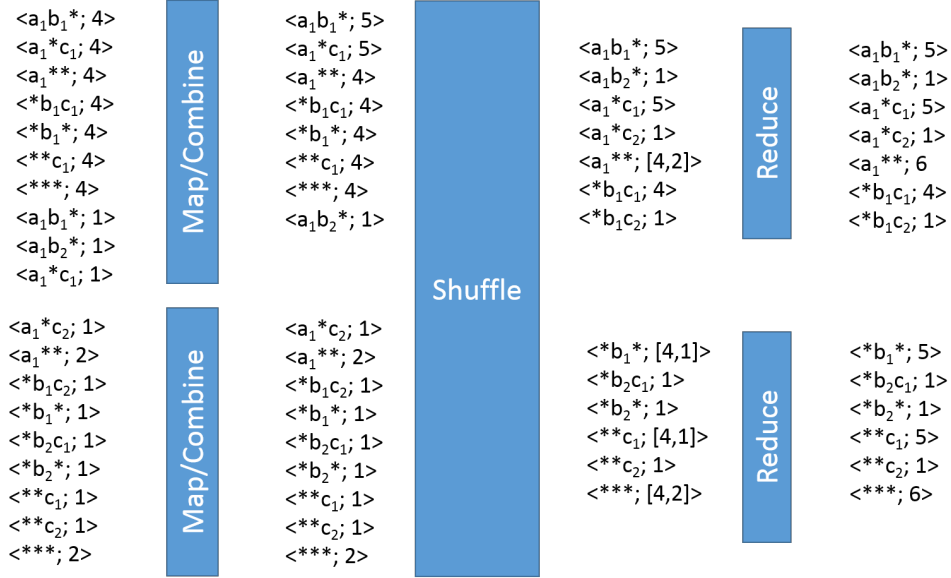 <a₁b₁*; 4>
<a₁*c₁; 4>
<a₁**; 4>
<*b₁c₁; 4>
<*b₁*; 4>
<**c₁; 4>
<***; 4>
<a₁b₁*; 1>
<a₁b₂*; 1>
<a₁*c₁; 1>
Map/Combine
<a₁b₁*; 5>
<a₁*c₁; 5>
<a₁**; 4>
<*b₁c₁; 4>
<*b₁*; 4>
<**c₁; 4>
<***; 4>
<a₁b₂*; 1>
<a₁*c₂; 1>
<a₁**; 2>
<*b₁c₂; 1>
<*b₁*; 1>
<*b₂c₁; 1>
<*b₂*; 1>
<**c₁; 1>
<**c₂; 1>
<***; 2>
Map/Combine
<a₁*c₂; 1>
<a₁**; 2>
<*b₁c₂; 1>
<*b₁*; 1>
<*b₂c₁; 1>
<*b₂*; 1>
<**c₁; 1>
<**c₂; 1>
<***; 2>
Shuffle
<a₁b₁*; 5>
<a₁b₂*; 1>
<a₁*c₁; 5>
<a₁*c₂; 1>
<a₁**; [4,2]>
<*b₁c₁; 4>
<*b₁c₂; 1>
Reduce
<a₁b₁*; 5>
<a₁b₂*; 1>
<a₁*c₁; 5>
<a₁*c₂; 1>
<a₁**; 6
<*b₁c₁; 4>
<*b₁c₂; 1>
<*b₁*; [4,1]>
<*b₂c₁; 1>
<*b₂*; 1>
<**c₁; [4,1]>
<**c₂; 1>
<***; [4,2]>
Reduce
<*b₁*; 5>
<*b₂c₁; 1>
<*b₂*; 1>
<**c₁; 5>
<**c₂; 1>
<***; 6>